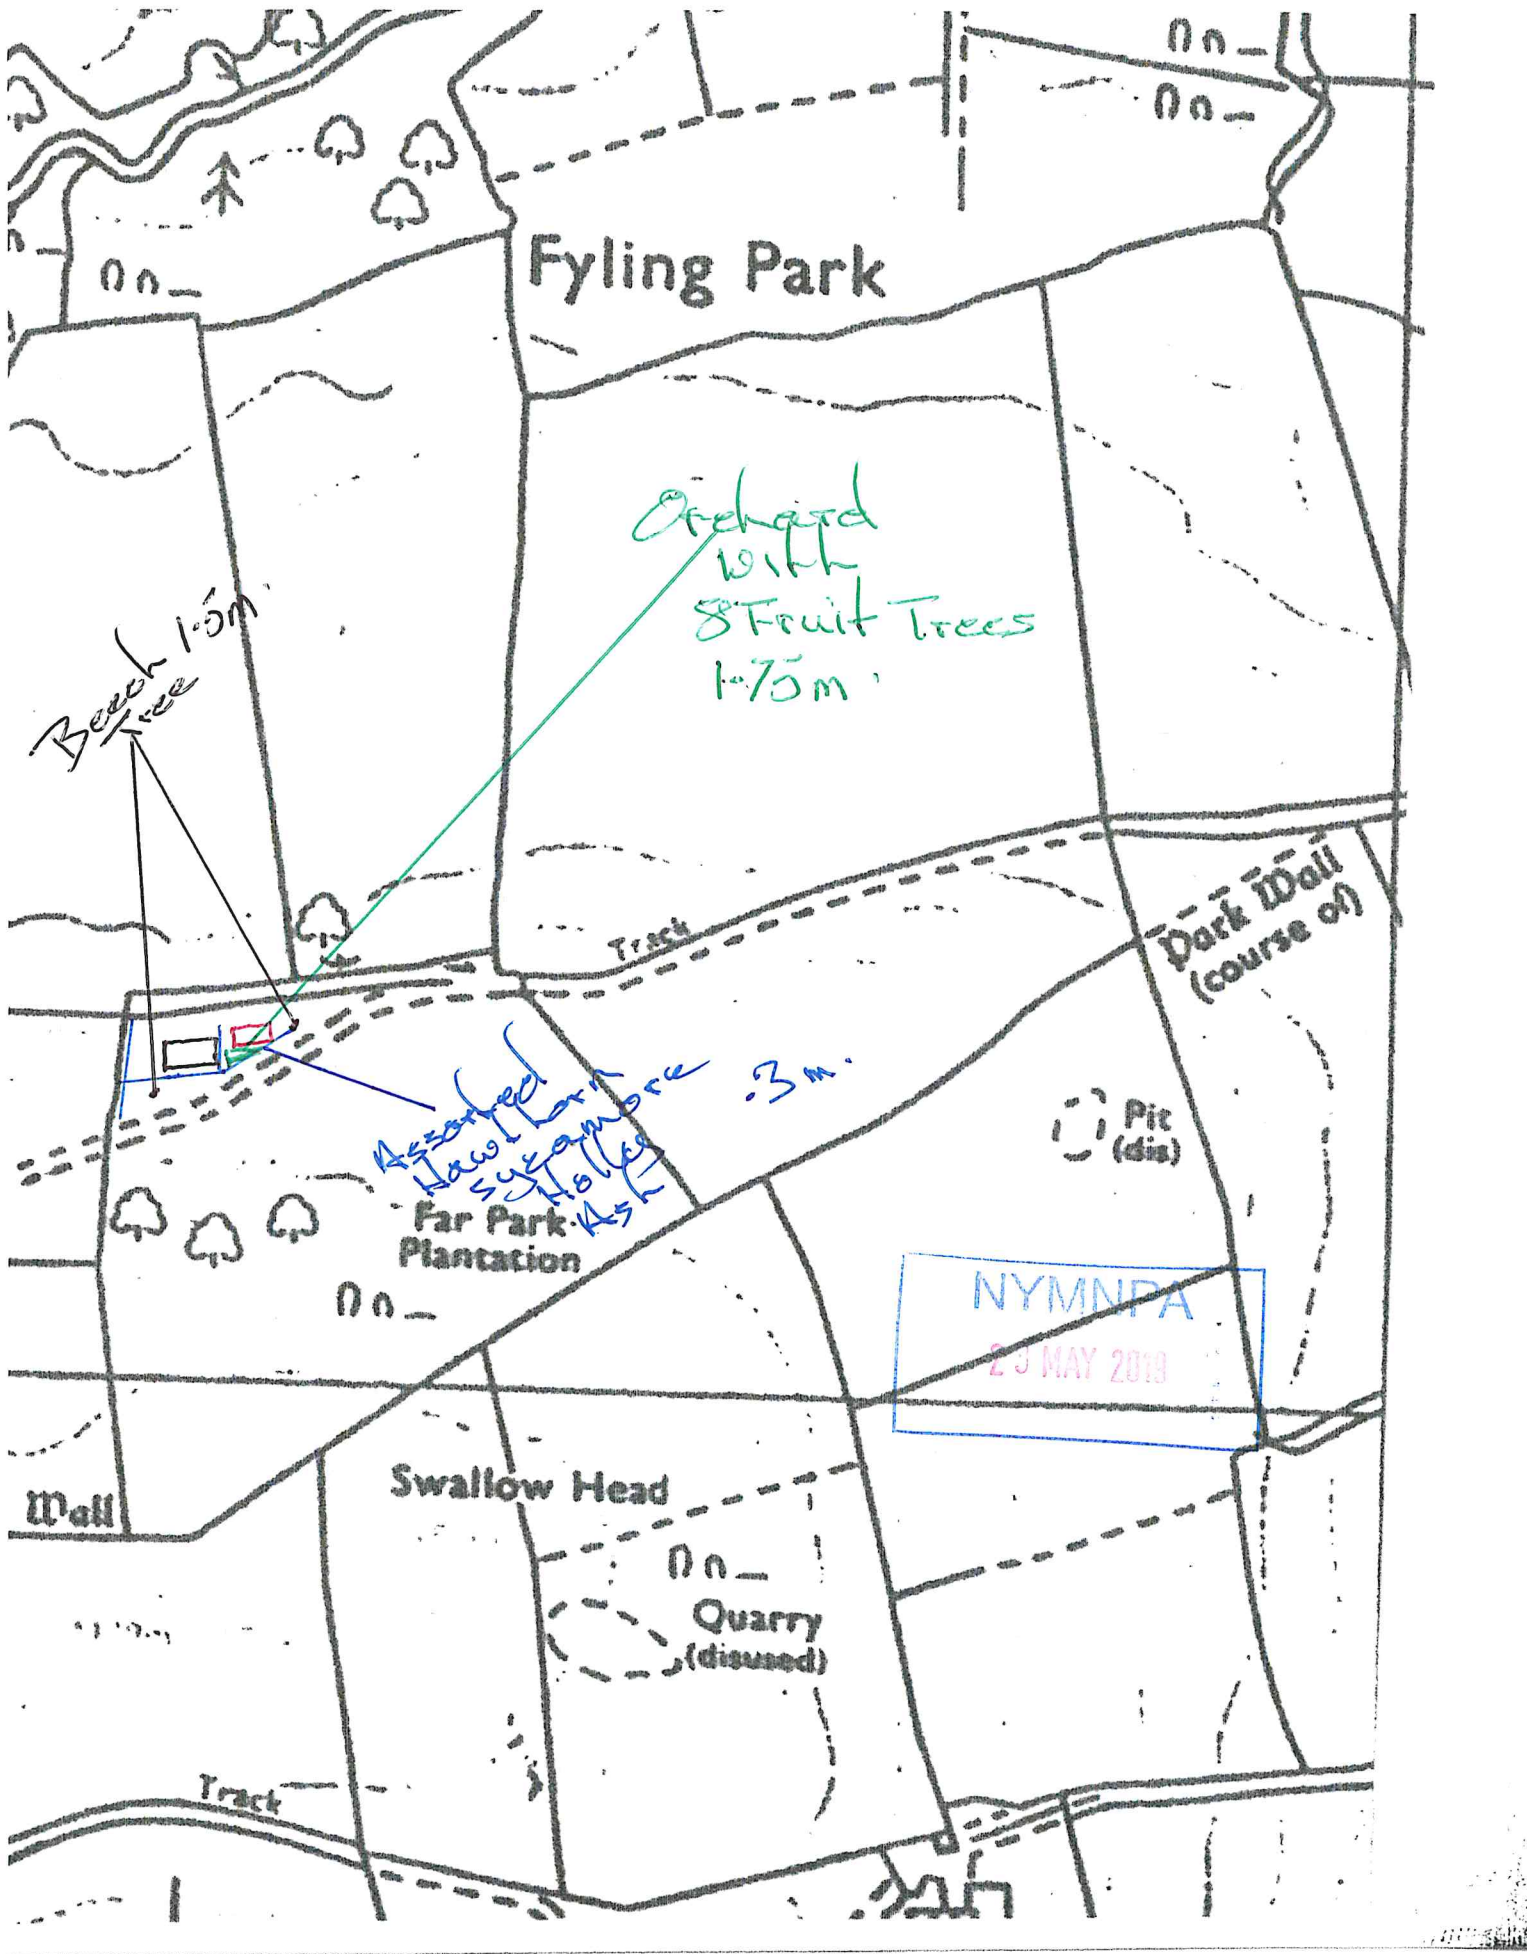 Fyling Park
Orchard
with
8 Fruit Trees
1.75m.
Beech 1.5m.
Tree
Track
Park Wall
(course of)
Assorted
Hawthorn
Sycamore
Holly
Ash
.3m.
Pit
(dis)
Far Park
Plantation
NYMNPA
MAY 2019
Wall
Swallow Head
Quarry
(disused)
Track